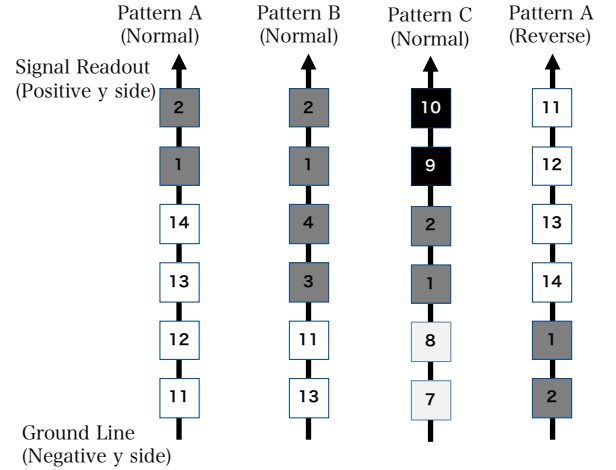 Pattern A
(Normal)
Pattern B
(Normal)
Pattern C
(Normal)
Pattern A
(Reverse)
Signal Readout
(Positive y side)
2
2
10
11
1
1
9
12
14
4
2
13
13
3
1
14
12
11
8
1
11
13
7
2
Ground Line
(Negative y side)